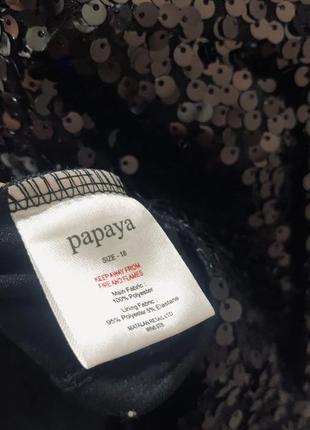 papaya
SIZE - 18
KEEP AWAY FROM
FIRE AND FLAMES
Main Fabric :
100% Polyester
Lining Fabric :
95% Polyester 5% Elastane
MATALAN RETAIL LTD